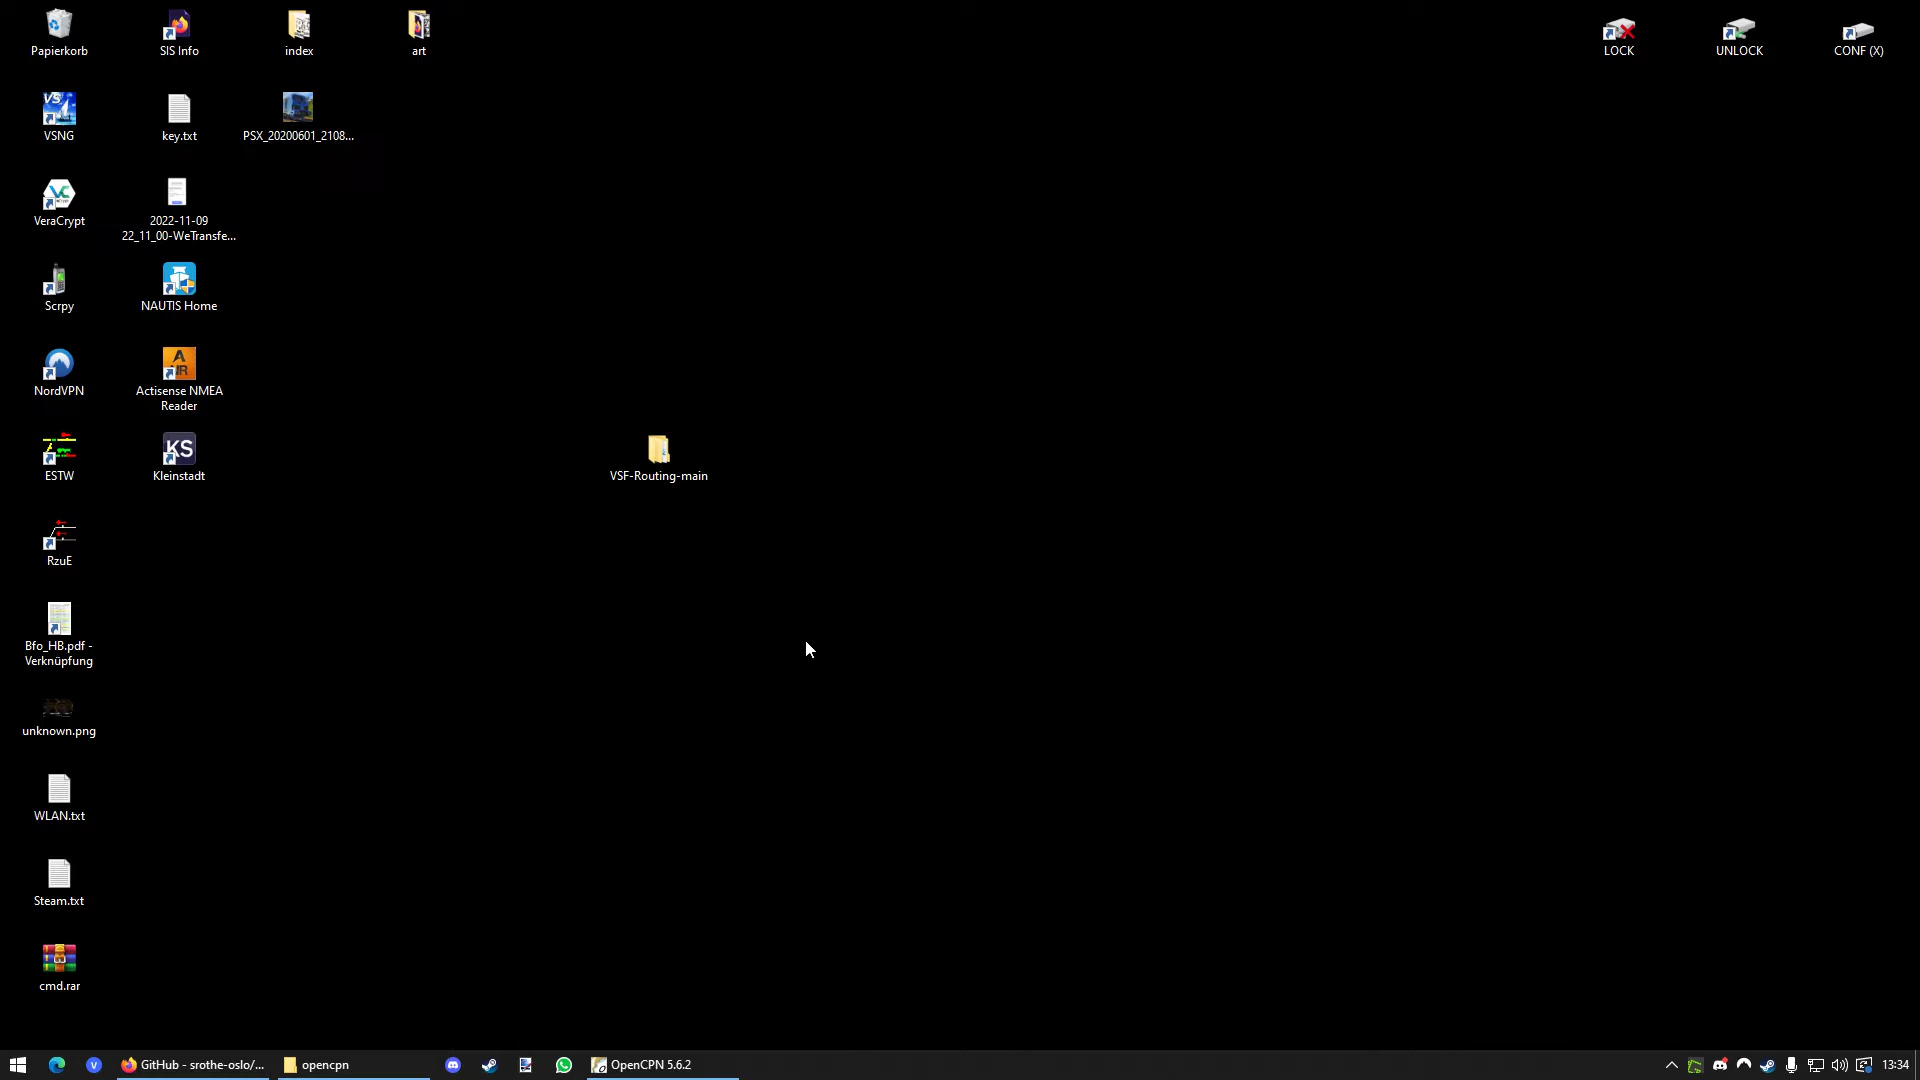 Papierkorb
SIS Info
index
art
LOCK
UNLOCK
CONF (X)
VSNG
key.txt
PSX_20200601_2108...
VeraCrypt
2022-11-09
22_11_00-WeTransfe...
Scrpy
NAUTIS Home
NordVPN
Actisense NMEA
Reader
ESTW
KS
Kleinstadt
VSF-Routing-main
RzuE
Bfo_HB.pdf -
Verknüpfung
unknown.png
WLAN.txt
Steam.txt
cmd.rar
GitHub - srothe-oslo/...
opencpn
OpenCPN 5.6.2
13:34